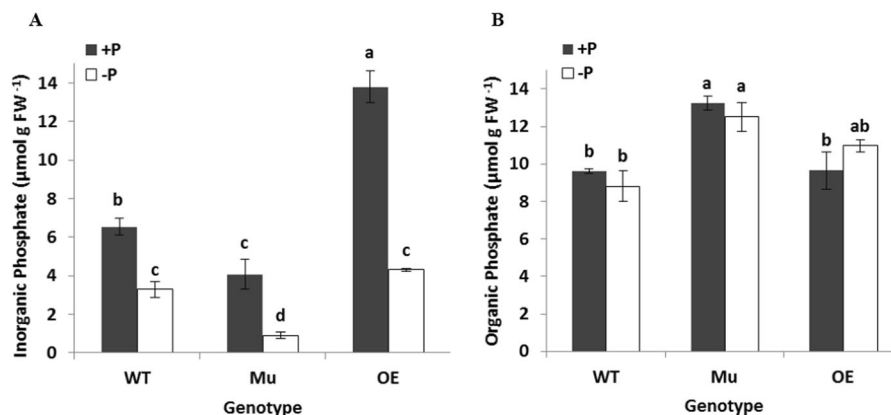 A
+P
-P
Inorganic Phosphate (µmol g FW⁻¹)
14
12
10
8
6
4
2
0
b
c
c
d
a
c
WT
Mu
OE
Genotype
B
+P
-P
Organic Phosphate (µmol g FW⁻¹)
14
12
10
8
6
4
2
0
b
b
a
a
b
ab
WT
Mu
OE
Genotype